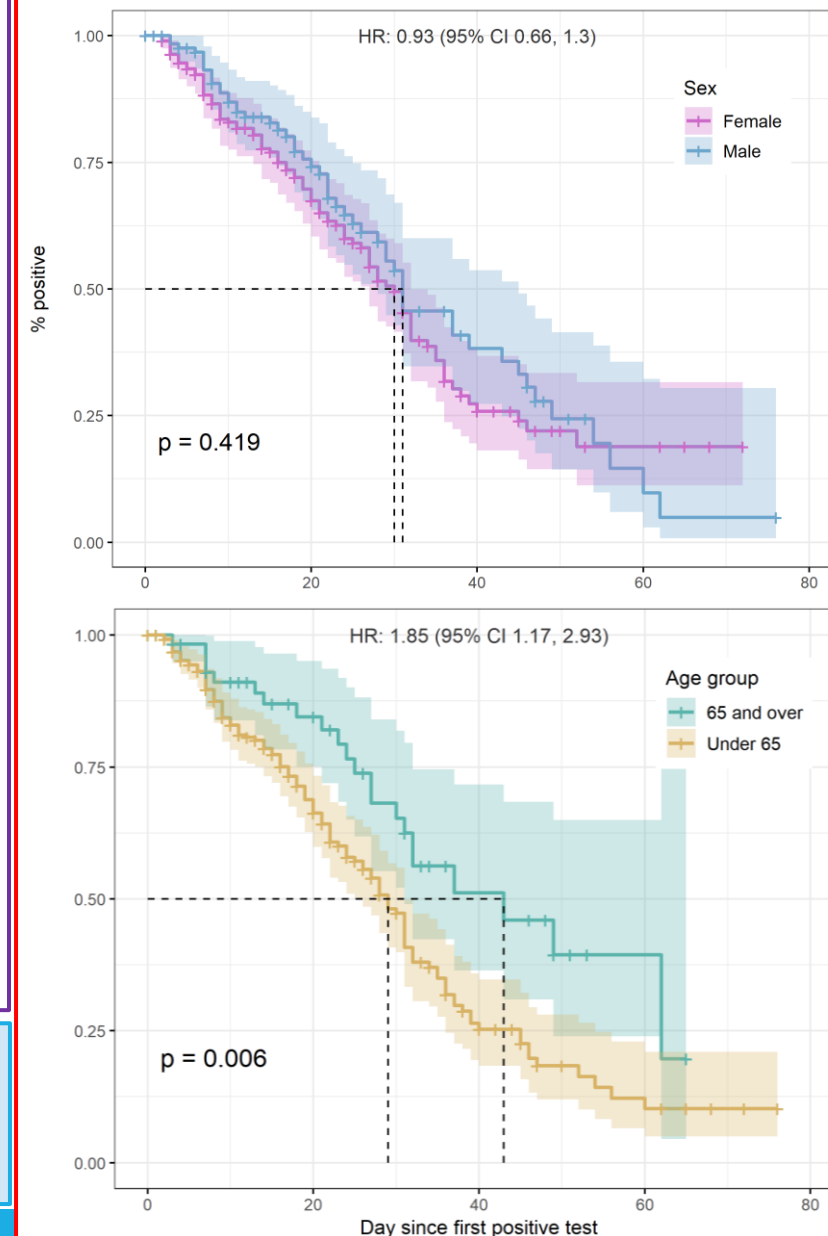 HR: 0.93 (95% CI 0.66, 1.3)
Sex
Female
Male
% positive
1.00
0.75
0.50
0.25
0.00
p = 0.419
0 20 40 60 80
HR: 1.85 (95% CI 1.17, 2.93)
Age group
65 and over
Under 65
1.00
0.75
0.50
0.25
0.00
p = 0.006
0 20 40 60 80
Day since first positive test